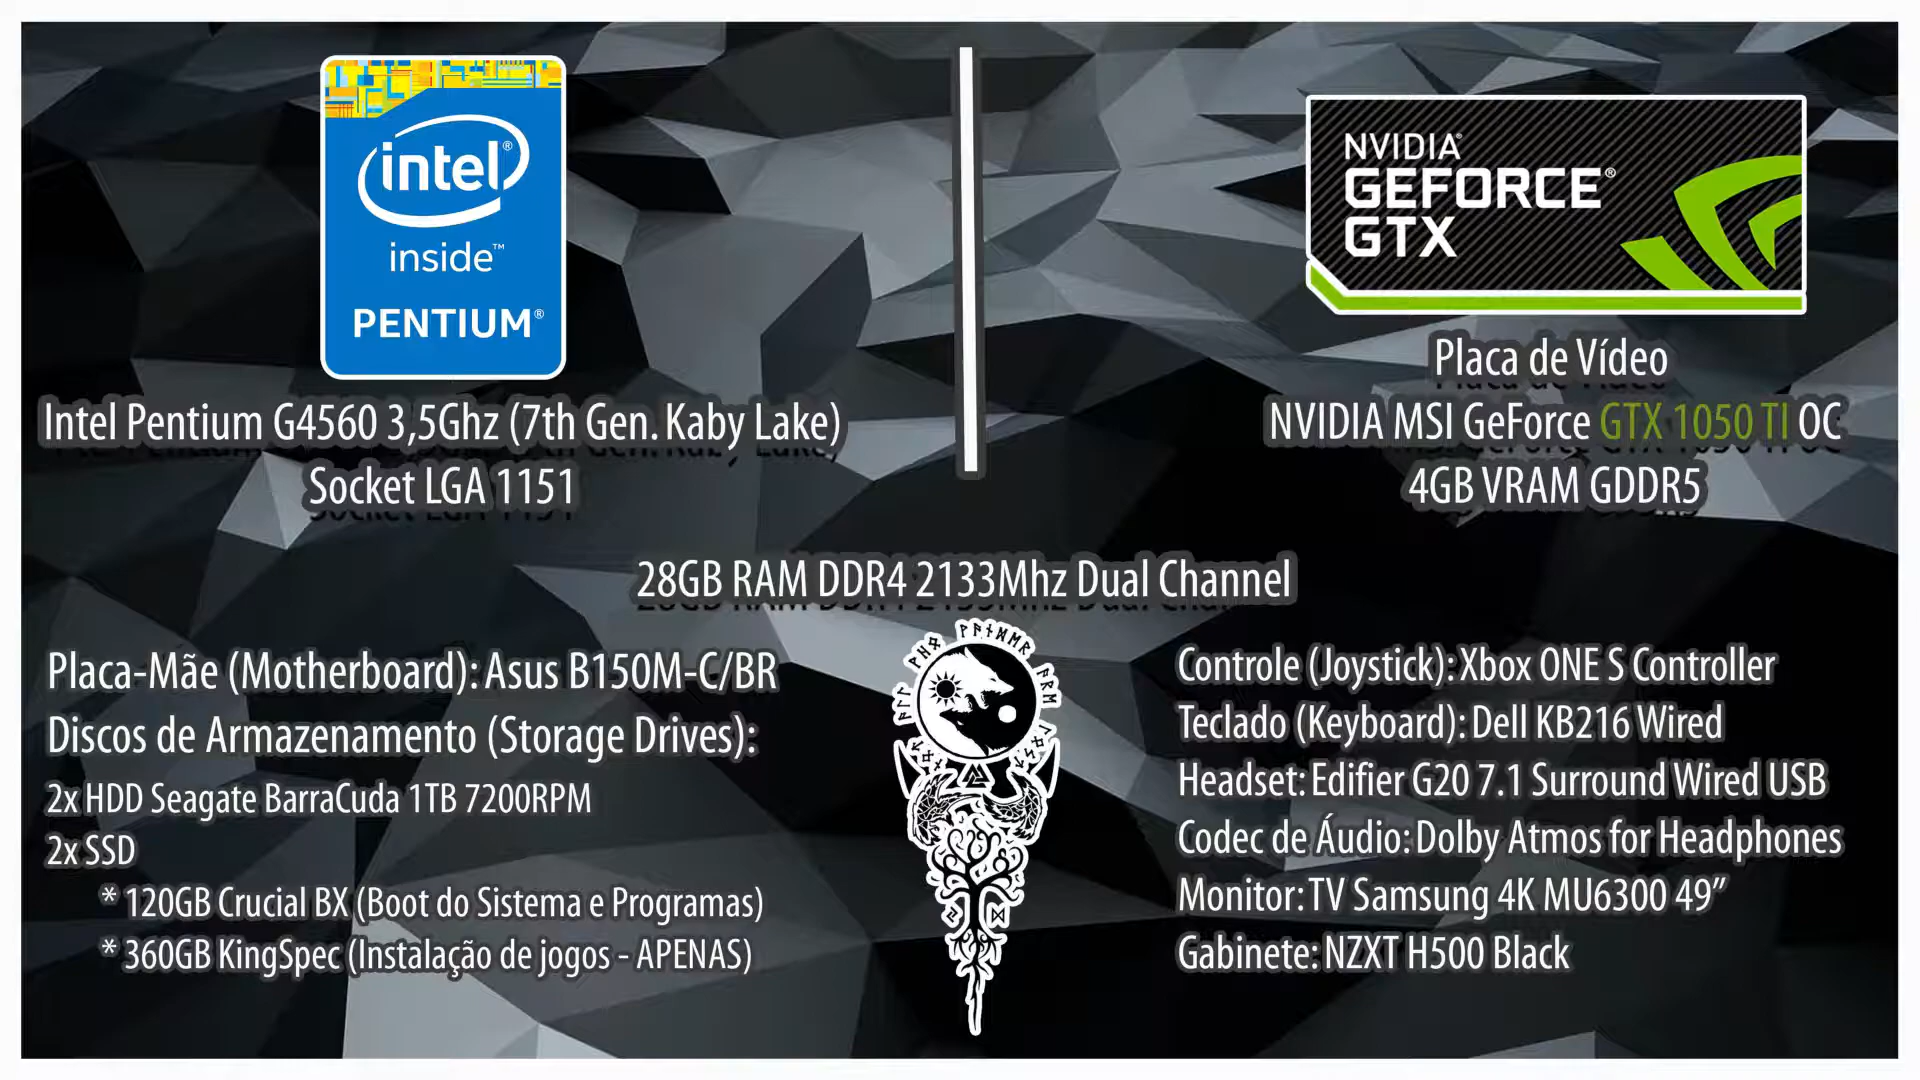 intel®
inside™
PENTIUM®
Intel Pentium G4560 3,5Ghz (7th Gen. Kaby Lake)
Socket LGA 1151
NVIDIA®
GEFORCE®
GTX
Placa de Vídeo
NVIDIA MSI GeForce GTX 1050 TI OC
4GB VRAM GDDR5
28GB RAM DDR4 2133Mhz Dual Channel
Placa-Mãe (Motherboard): Asus B150M-C/BR
Discos de Armazenamento (Storage Drives):
2x HDD Seagate BarraCuda 1TB 7200RPM
2x SSD
* 120GB Crucial BX (Boot do Sistema e Programas)
* 360GB KingSpec (Instalação de jogos - APENAS)
Controle (Joystick): Xbox ONE S Controller
Teclado (Keyboard): Dell KB216 Wired
Headset: Edifier G20 7.1 Surround Wired USB
Codec de Áudio: Dolby Atmos for Headphones
Monitor: TV Samsung 4K MU6300 49”
Gabinete: NZXT H500 Black